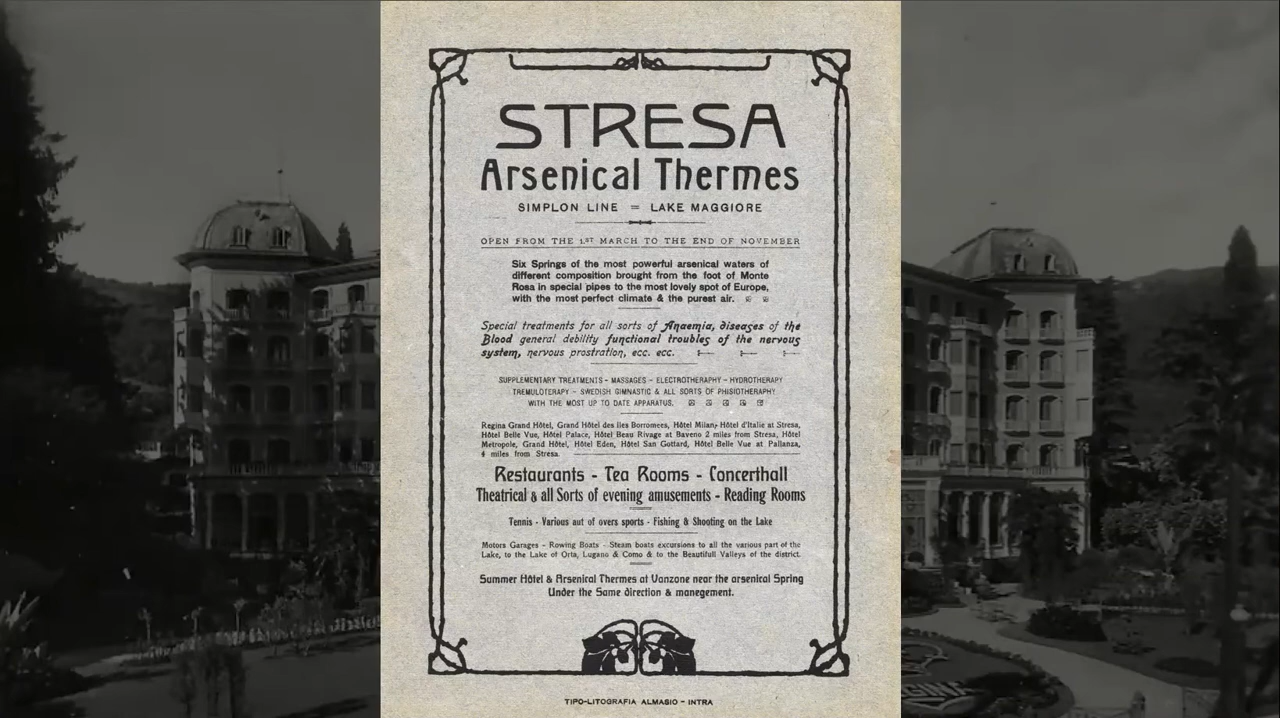 STRESA
Arsenical Thermes
SIMPLON LINE = LAKE MAGGIORE
OPEN FROM THE 1.ST MARCH TO THE END OF NOVEMBER
Six Springs of the most powerful arsenical waters of
different composition brought from the foot of Monte
Rosa in special pipes to the most lovely spot of Europe,
with the most perfect climate & the purest air.
Special treatments for all sorts of Anaemia, diseases of the
Blood general debility functional troubles of the nervous
system, nervous prostration, ecc. ecc.
SUPPLEMENTARY TREATMENTS - MASSAGES - ELECTROTHERAPHY - HYDROTHERAPY
TREMULOTERAPY - SWEDISH GIMNASTIC & ALL SORTS OF PHISIOTHERAPHY
WITH THE MOST UP TO DATE APPARATUS.
Regina Grand Hôtel, Grand Hôtel des Iles Borromees, Hôtel Milan, Hôtel d'Italie at Stresa,
Hôtel Belle Vue, Hôtel Palace, Hôtel Beau Rivage at Baveno 2 miles from Stresa, Hôtel
Metropole, Grand Hôtel, Hôtel Eden, Hôtel San Gottard, Hôtel Belle Vue at Pallanza,
4 miles from Stresa.
Restaurants - Tea Rooms - Concerthall
Theatrical & all Sorts of evening amusements - Reading Rooms
Tennis - Various aut of overs sports - Fishing & Shooting on the Lake
Motors Garages - Rowing Boats - Steam boats excursions to all the various part of the
Lake, to the Lake of Orta, Lugano & Como & to the Beautifull Valleys of the district.
Summer Hôtel & Arsenical Thermes at Vanzone near the arsenical Spring
Under the Same direction & manegement.
TIPO-LITOGRAFIA ALMASIO - INTRA